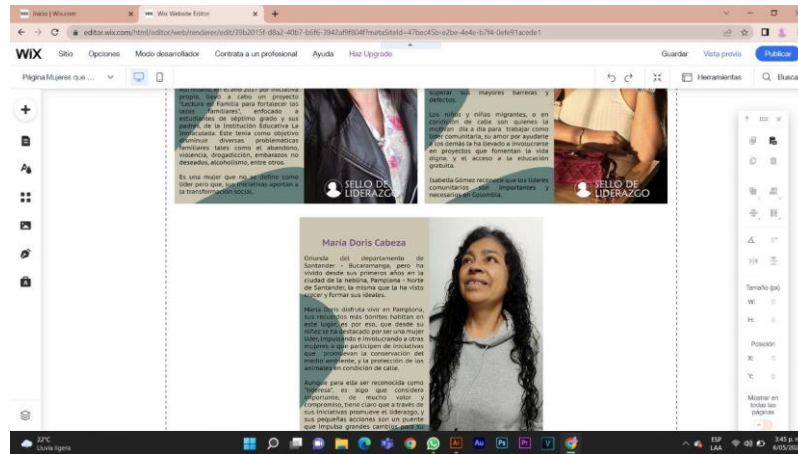 Inicio | Wix.com
Wix Website Editor
editor.wix.com/html/editor/web/renderer/edit/
WiX
Sitio
Opciones
Modo desarrollador
Contrata a un profesional
Ayuda
Haz Upgrade
Guardar
Vista previa
Publicar
Página: Mujeres que ...
Herramientas
Busca
propio, llevó a cabo un proyecto
"Lectura en Familia para fortalecer los
lazos familiares", enfocado a
estudiantes de séptimo grado y sus
padres, de la Institución Educativa La
Inmaculada. Este tenía como objetivo
disminuir diversas problemáticas
familiares tales como el abandono,
violencia, drogadicción, embarazos no
deseados, alcoholismo, entre otros.
Es una mujer que no se define como
líder pero que, sus iniciativas aportan a
la transformación social.
SELLO DE
LIDERAZGO
superar sus mayores barreras y
defectos.
Los niños y niñas migrantes, o en
condición de calle son quienes la
motivan día a día para trabajar como
líder comunitaria, su amor por ayudarle
a los demás la ha llevado a involucrarse
en proyectos que fomentan la vida
digna, y el acceso a la educación
gratuita.
Isabella Gómez reconoce que los líderes
comunitarios son importantes y
necesarios en Colombia.
SELLO DE
LIDERAZGO
María Doris Cabeza
Oriunda del departamento de
Santander - Bucaramanga, pero ha
vivido desde sus primeros años en la
ciudad de la neblina, Pamplona - Norte
de Santander, la misma que la ha visto
crecer y formar sus ideales.
María Doris disfruta vivir en Pamplona,
sus recuerdos más bonitos habitan en
este lugar, es por eso, que desde su
niñez se ha destacado por ser una mujer
líder, impulsando e involucrando a otras
mujeres a que participen de iniciativas
que promuevan la conservación del
medio ambiente, y la protección de los
animales en condición de calle.
Aunque para ella ser reconocida como
"lideresa", es algo que considera
importante, de mucho valor y
compromiso, tiene claro que a través de
sus iniciativas promueve el liderazgo, y
sus pequeñas acciones son un puente
que impulsa grandes cambios para su
Tamaño (px)
W:
H:
Posición
X:
Y:
Mostrar en
todas las
páginas
22°C
Lluvia ligera
ESP
LAA
3:45 p. m.